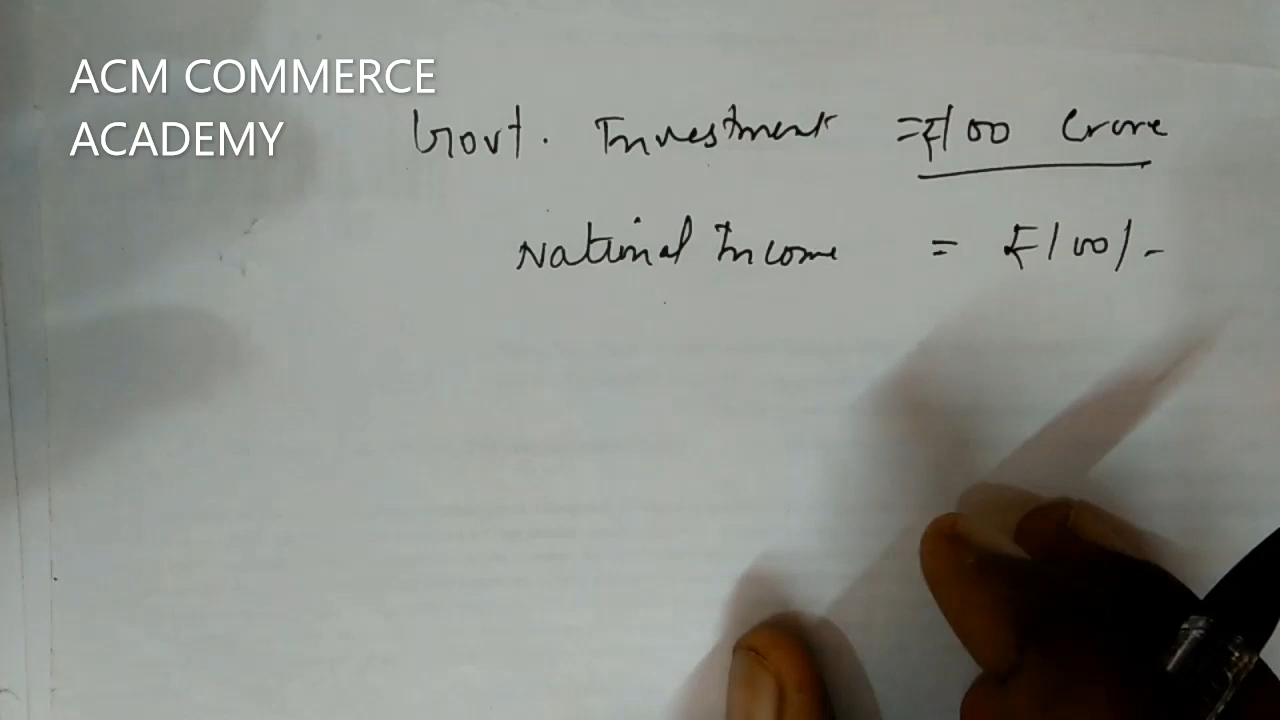 ACM COMMERCE
ACADEMY
Govt. Investment = ₹100 Crore
National Income = ₹100/-